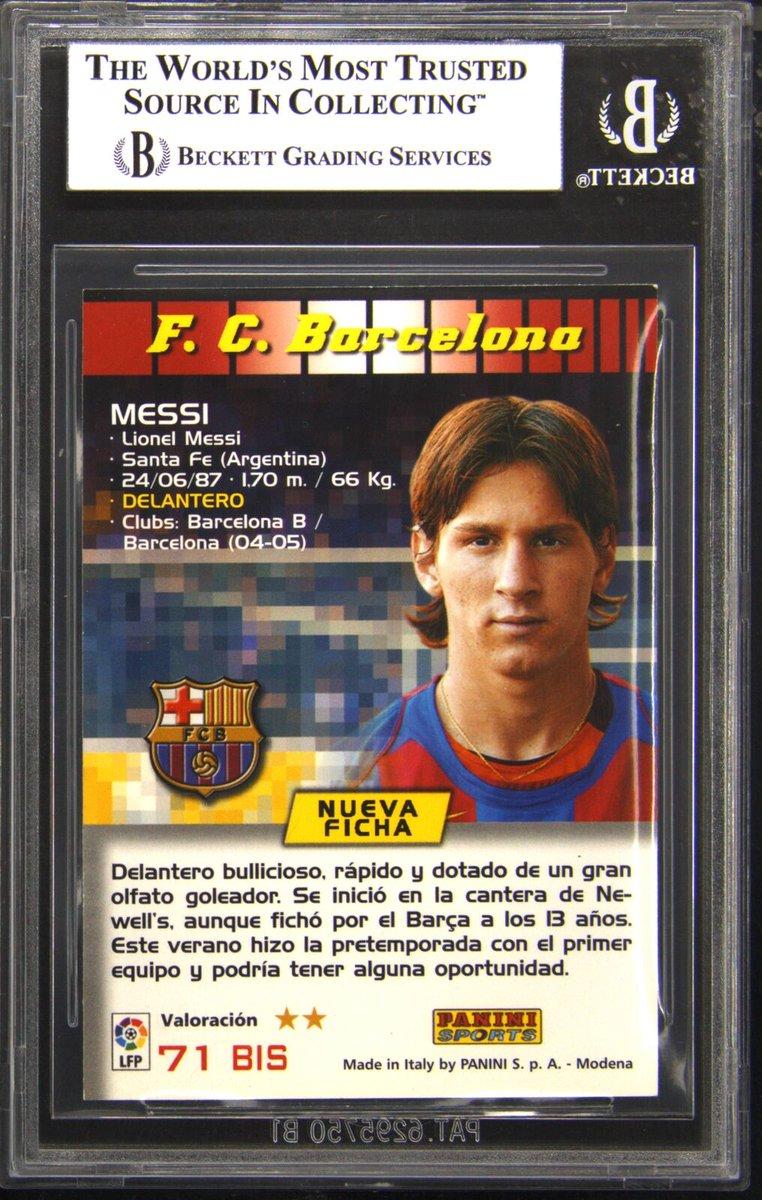 THE WORLD'S MOST TRUSTED
SOURCE IN COLLECTING™
B BECKETT GRADING SERVICES
B
BECKETT®
F. C. Barcelona
MESSI
· Lionel Messi
· Santa Fe (Argentina)
· 24/06/87 · 1,70 m. / 66 Kg.
· DELANTERO
· Clubs: Barcelona B /
Barcelona (04-05)
FCB
NUEVA
FICHA
Delantero bullicioso, rápido y dotado de un gran
olfato goleador. Se inició en la cantera de Ne-
well's, aunque fichó por el Barça a los 13 años.
Este verano hizo la pretemporada con el primer
equipo y podría tener alguna oportunidad.
Valoración ★★
PANINI
SPORTS
LFP
71 BIS
Made in Italy by PANINI S. p. A. - Modena
PAT. 6295750 B1